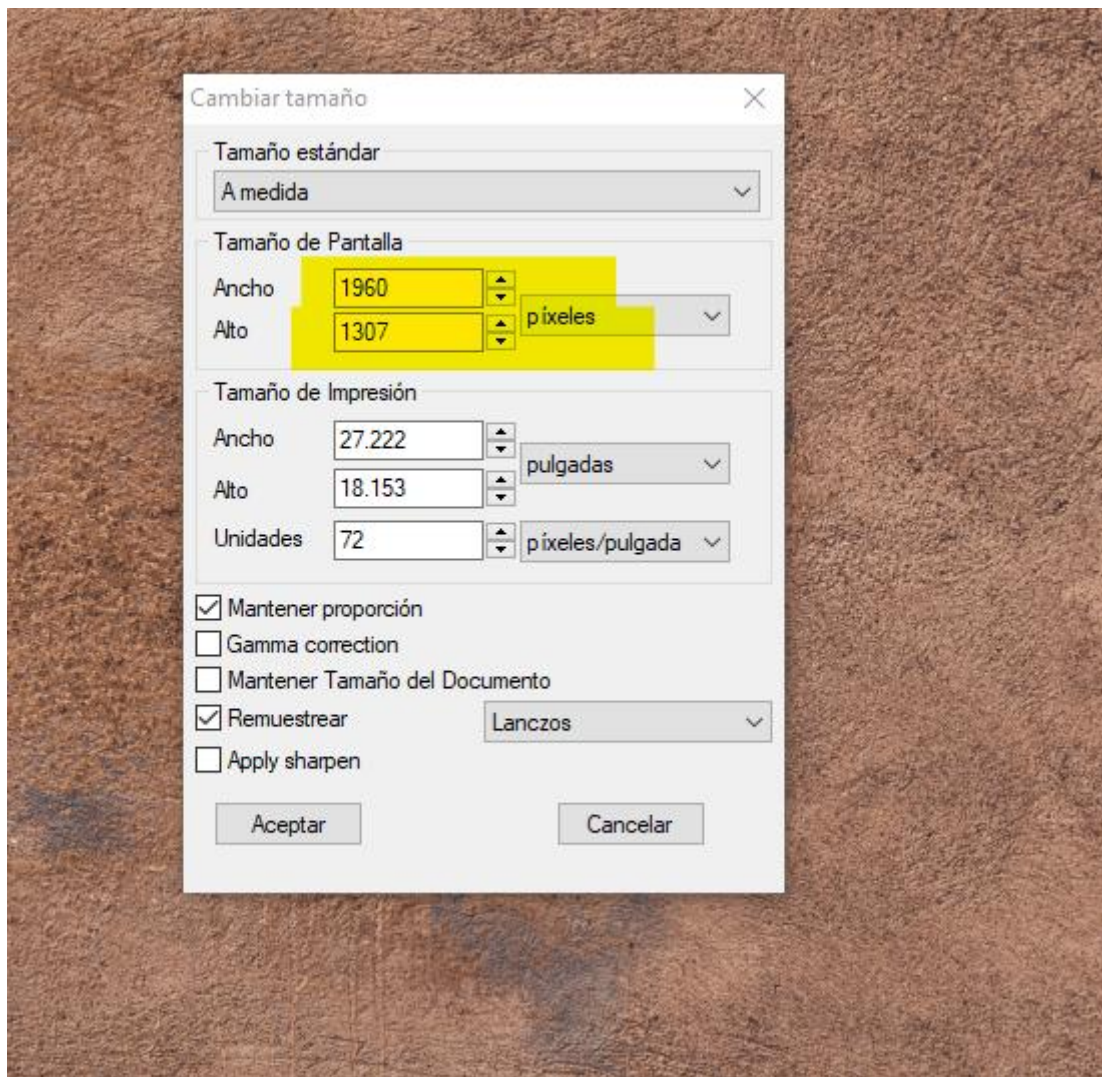 Cambiar tamaño
Tamaño estándar
A medida
Tamaño de Pantalla
Ancho 1960
píxeles
Alto 1307
Tamaño de Impresión
Ancho 27.222
pulgadas
Alto 18.153
Unidades 72 píxeles/pulgada
Mantener proporción
Gamma correction
Mantener Tamaño del Documento
Remuestrear Lanczos
Apply sharpen
Aceptar Cancelar